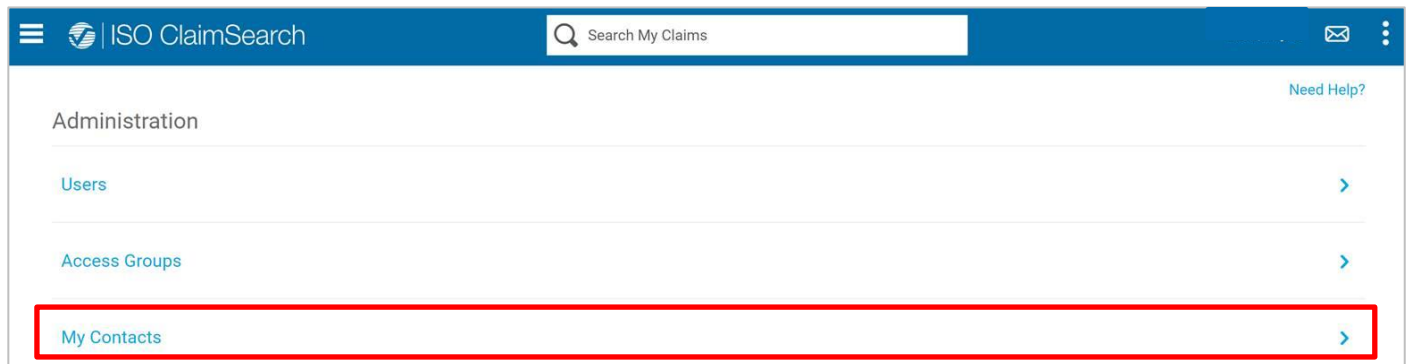 ISO ClaimSearch
Search My Claims
Need Help?
Administration
Users
Access Groups
My Contacts